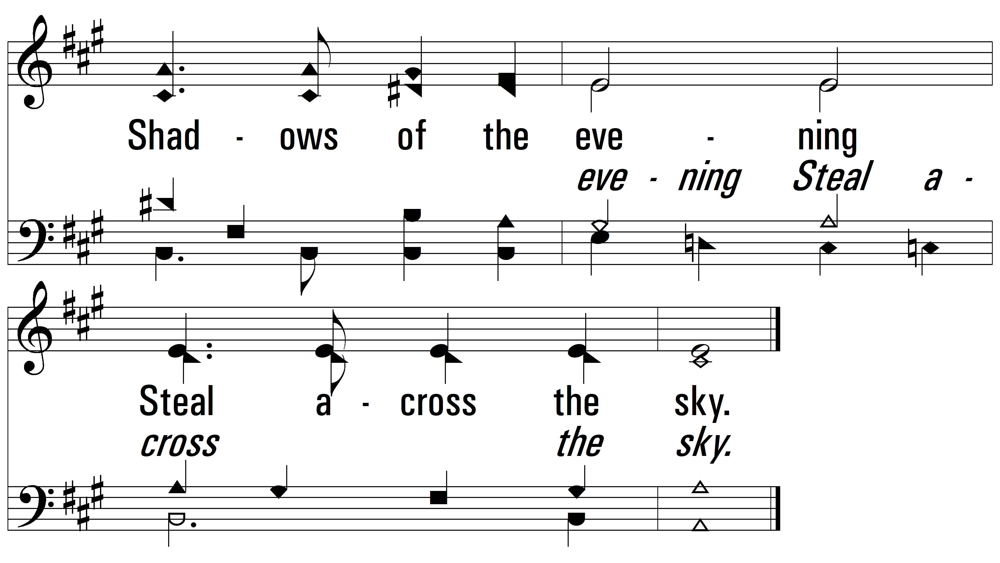 Shad - ows of the eve - ning
eve - ning Steal a -
Steal a - cross the sky.
cross the sky.